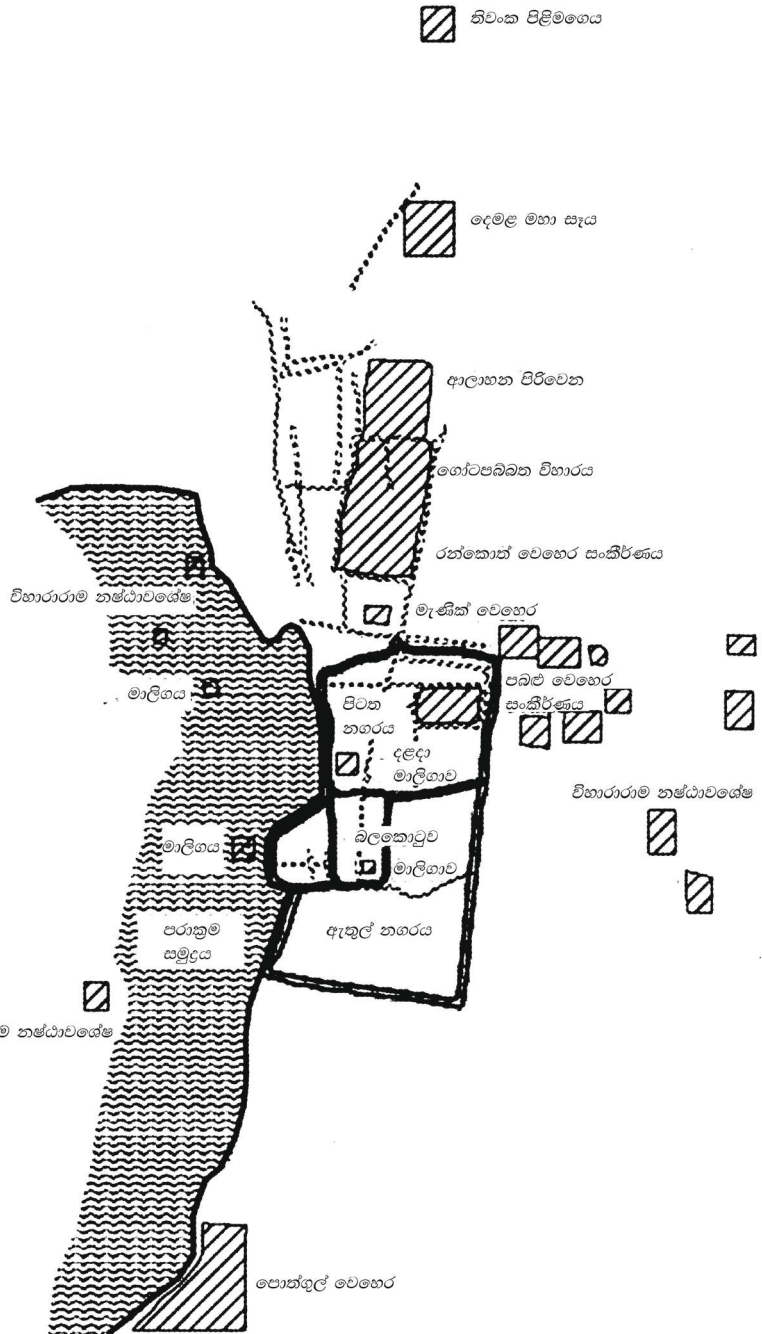 තිවංක පිළිමගෙය
දෙමළ මහා සෑය
ආලාහන පිරිවෙන
ගෝටපබ්බත විහාරය
රන්කොත් වෙහෙර සංකීර්ණය
විහාරාරාම නෂ්ඨාවශේෂ
මැණික් වෙහෙර
මාලිගය
පබළු වෙහෙර
සංකීර්ණය
පිටත
නගරය
දළදා
මාලිගාව
විහාරාරාම නෂ්ඨාවශේෂ
මාලිගය
බලකොටුව
මාලිගාව
පරාක්‍රම
සමුද්‍රය
ඇතුල් නගරය
ම නෂ්ඨාවශේෂ
පොත්ගුල් වෙහෙර